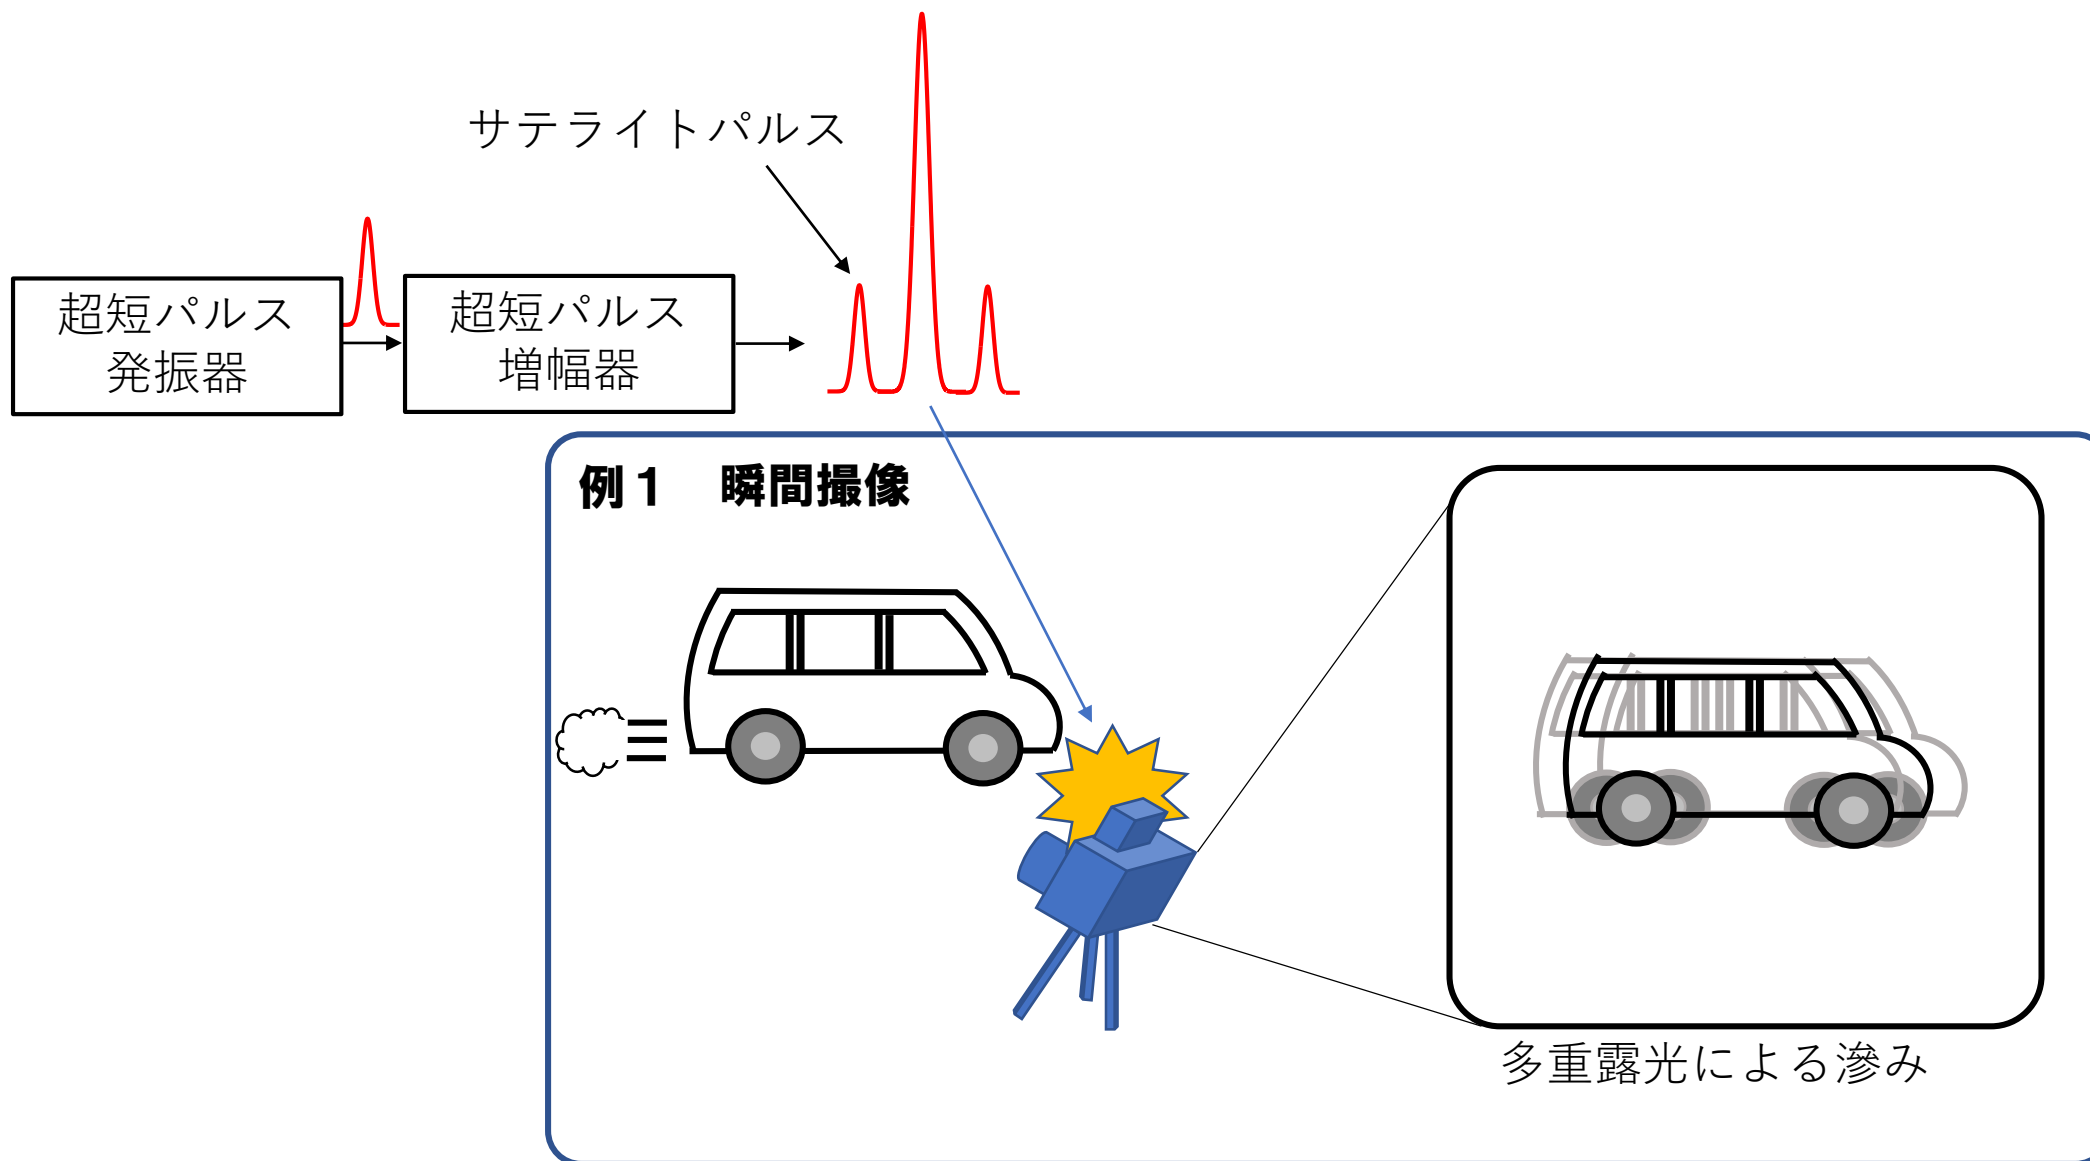 サテライトパルス
超短パルス
発振器
超短パルス
増幅器
例１　瞬間撮像
多重露光による滲み